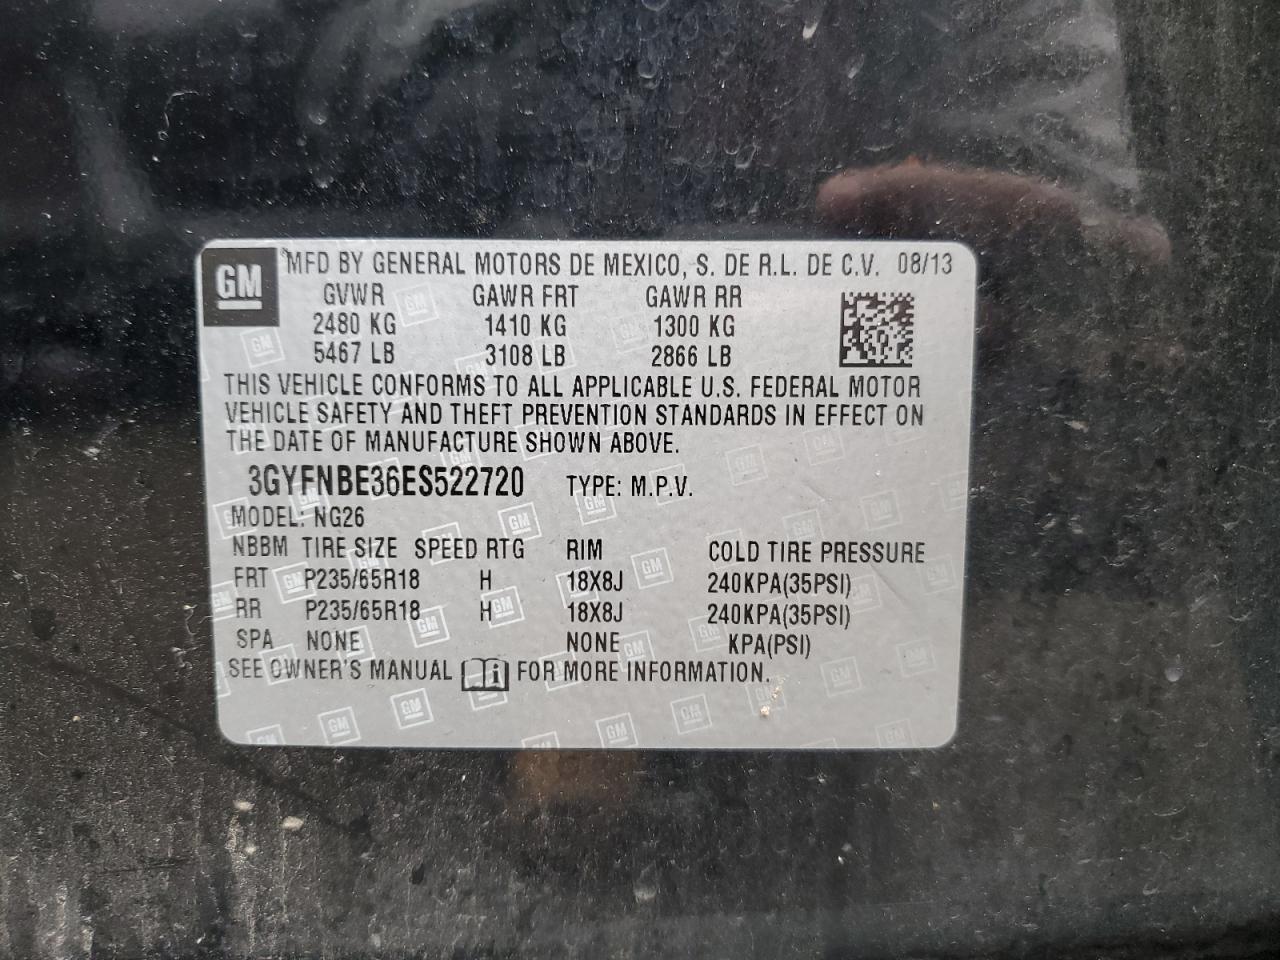 GM MFD BY GENERAL MOTORS DE MEXICO, S. DE R.L. DE C.V. 08/13
GVWR GAWR FRT GAWR RR
2480 KG 1410 KG 1300 KG
5467 LB 3108 LB 2866 LB
THIS VEHICLE CONFORMS TO ALL APPLICABLE U.S. FEDERAL MOTOR
VEHICLE SAFETY AND THEFT PREVENTION STANDARDS IN EFFECT ON
THE DATE OF MANUFACTURE SHOWN ABOVE.
3GYFNBE36ES522720 TYPE: M.P.V.
MODEL: NG26
NBBM TIRE SIZE SPEED RTG RIM COLD TIRE PRESSURE
FRT P235/65R18 H 18X8J 240KPA(35PSI)
RR P235/65R18 H 18X8J 240KPA(35PSI)
SPA NONE NONE KPA(PSI)
SEE OWNER'S MANUAL i FOR MORE INFORMATION.